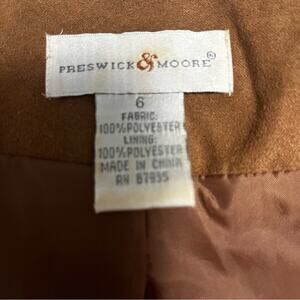 PRESWICK & MOORE®
6
FABRIC:
100%POLYESTER
LINING:
100%POLYESTER
MADE IN CHINA
RN 87935